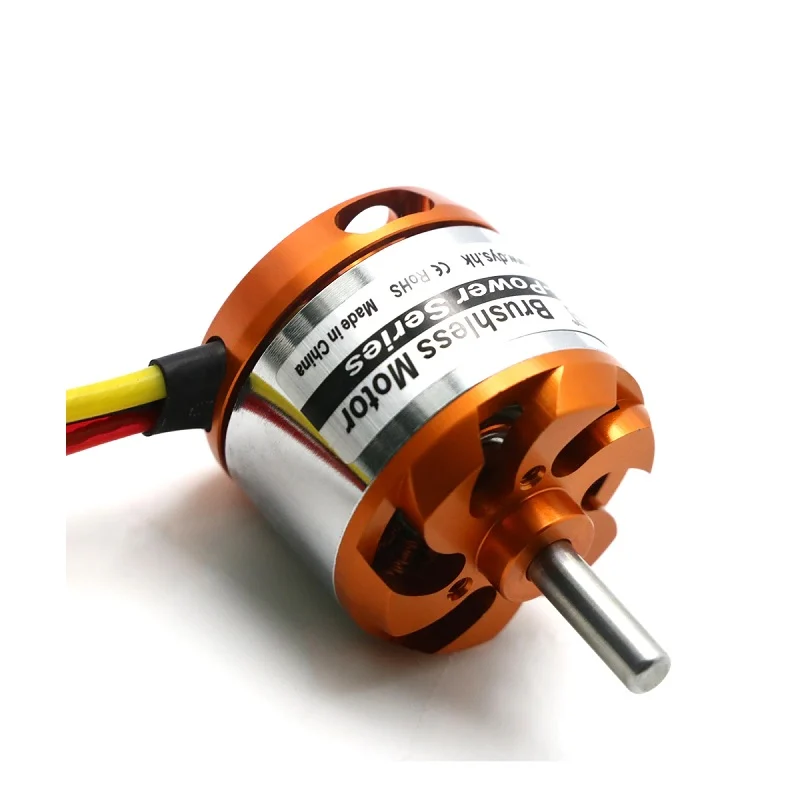 Brushless Motor
Power Series
dys.hk CE RoHS Made in China